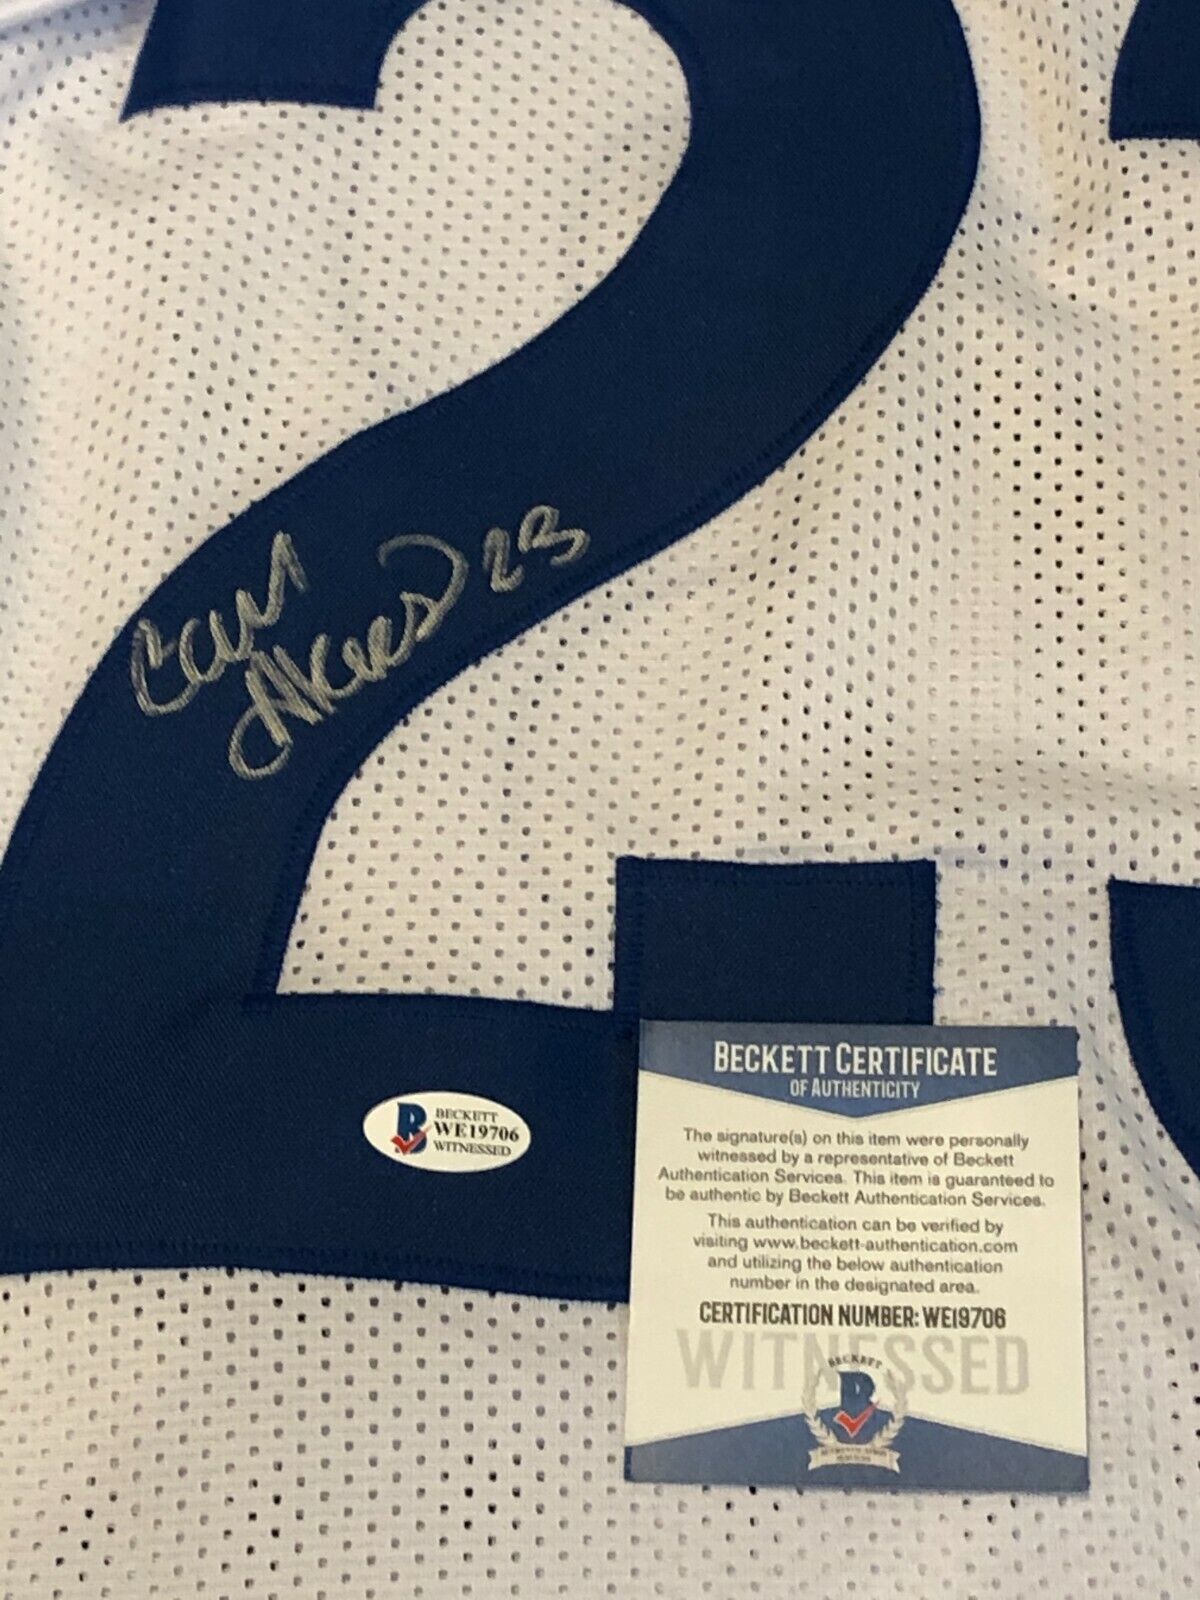 2
Cam
Akers 23
BECKETT
WE19706
WITNESSED
BECKETT CERTIFICATE
OF AUTHENTICITY
The signature(s) on this item were personally
witnessed by a representative of Beckett
Authentication Services. This item is guaranteed to
be authentic by Beckett Authentication Services.
This authentication can be verified by
visiting www.beckett-authentication.com
and utilizing the below authentication
number in the designated area.
CERTIFICATION NUMBER: WE19706
WITNESSED
BECKETT